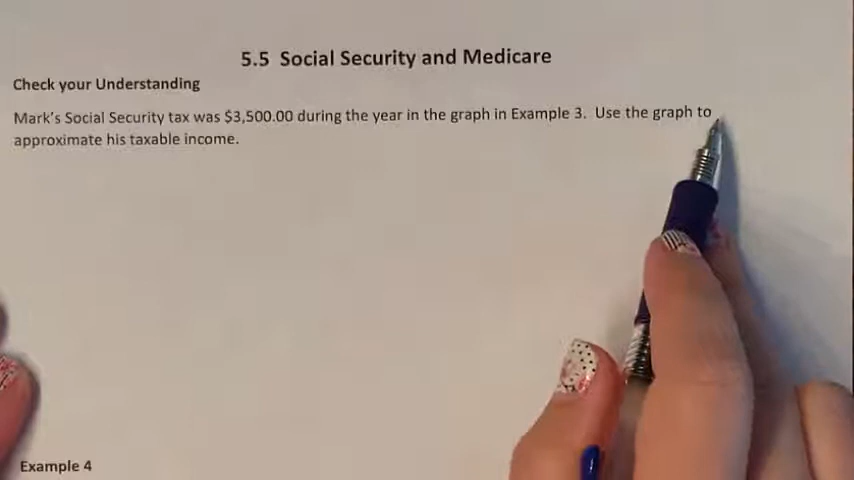 5.5 Social Security and Medicare
Check your Understanding
Mark's Social Security tax was $3,500.00 during the year in the graph in Example 3. Use the graph to
approximate his taxable income.
Example 4